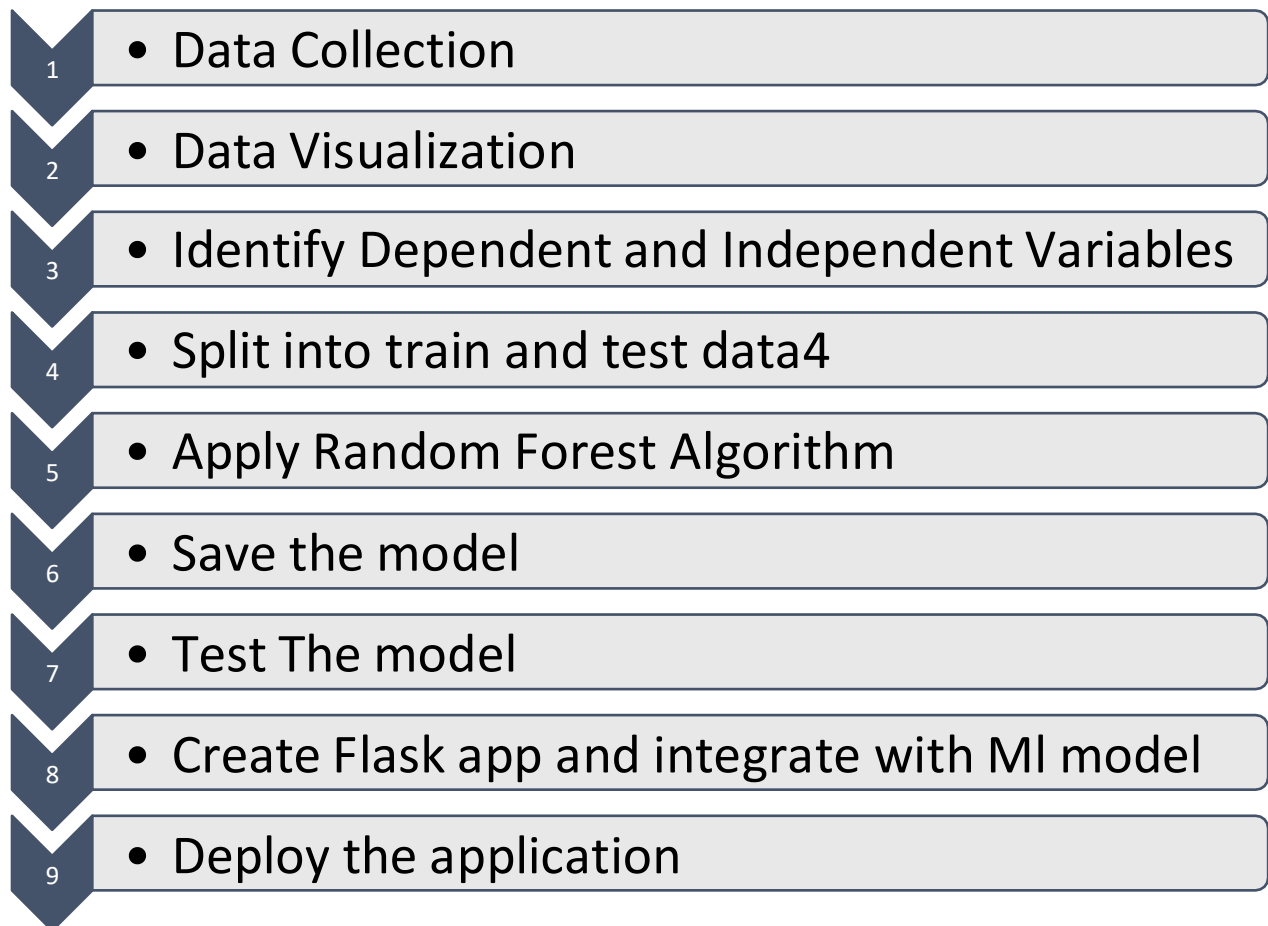 1
• Data Collection
2
• Data Visualization
3
• Identify Dependent and Independent Variables
4
• Split into train and test data4
5
• Apply Random Forest Algorithm
6
• Save the model
7
• Test The model
8
• Create Flask app and integrate with Ml model
9
• Deploy the application